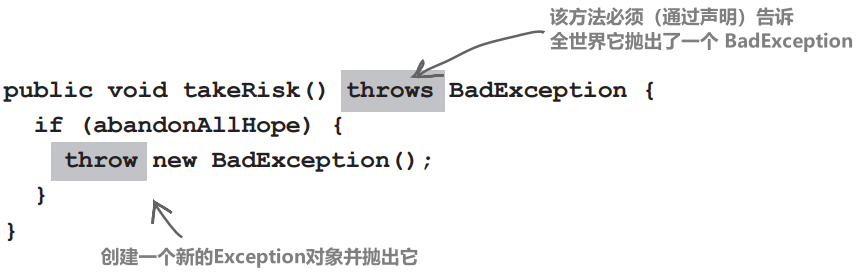 该方法必须（通过声明）告诉
全世界它抛出了一个 BadException
public void takeRisk() throws BadException {
if (abandonAllHope) {
throw new BadException();
}
}
创建一个新的Exception对象并抛出它